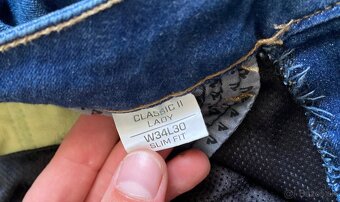 CLASSIC II
LADY
W34L30
SLIM FIT